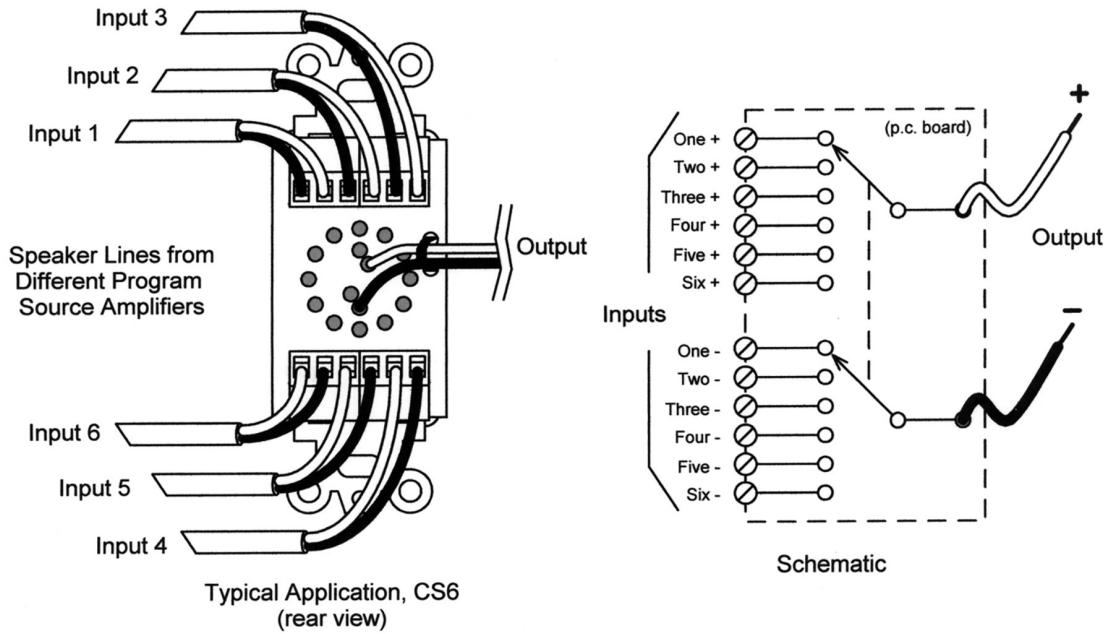 Input 3
Input 2
Input 1
Speaker Lines from
Different Program
Source Amplifiers
Output
Input 6
Input 5
Input 4
Typical Application, CS6
(rear view)
(p.c. board)
+
One +
Two +
Three +
Four +
Five +
Six +
Output
Inputs
–
One -
Two -
Three -
Four -
Five -
Six -
Schematic